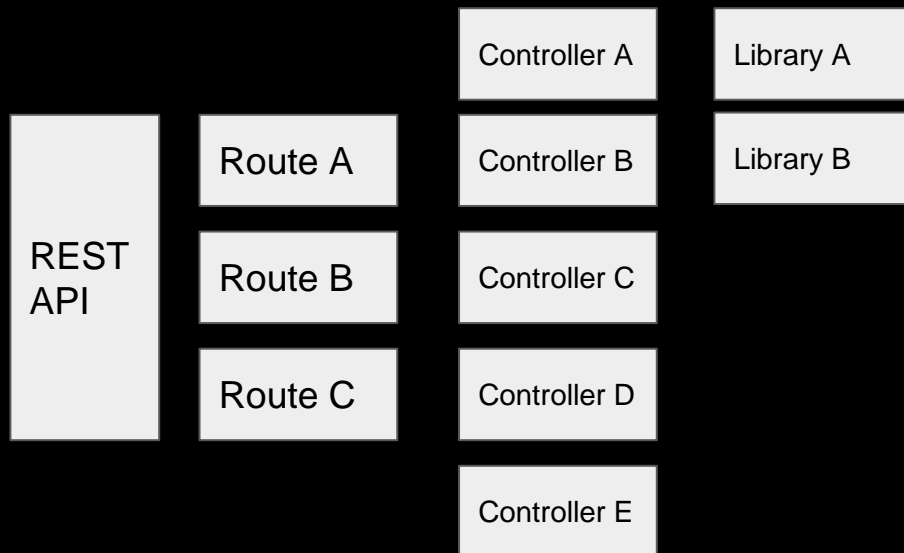 REST
API
Route A
Route B
Route C
Controller A
Controller B
Controller C
Controller D
Controller E
Library A
Library B